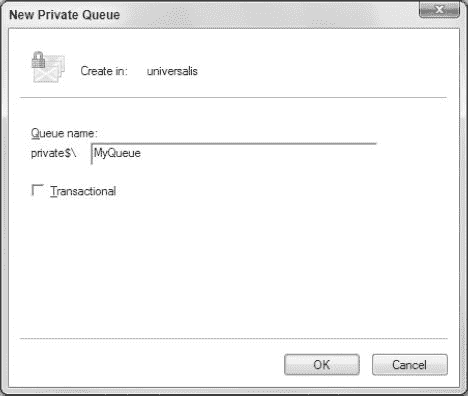 New Private Queue
Create in: universalis
Queue name:
private$\ MyQueue
Transactional
OK Cancel